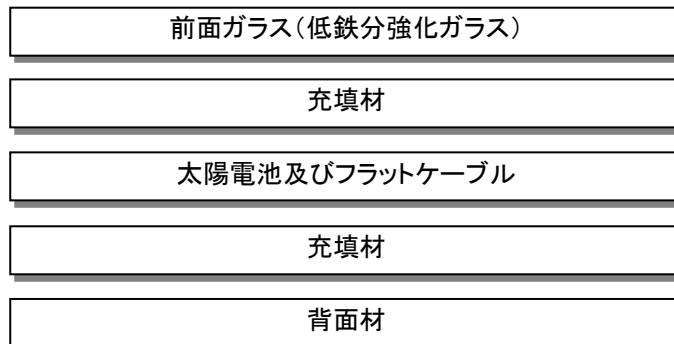 前面ガラス(低鉄分強化ガラス)
充填材
太陽電池及びフラットケーブル
充填材
背面材